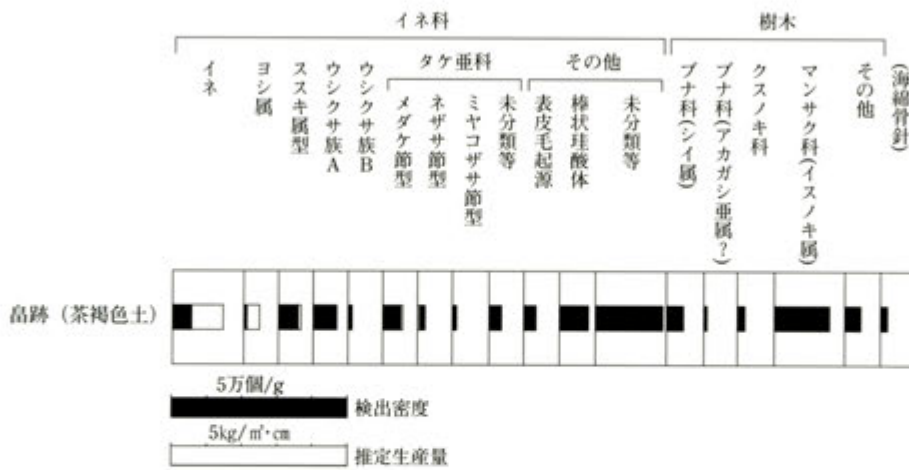 イネ科
樹木
タケ亜科
その他
イネ
ヨシ属
ススキ属型
ウシクサ族A
ウシクサ族B
メダケ節型
ネザサ節型
ミヤコザサ節型
未分類等
表皮毛起源
棒状珪酸体
未分類等
ブナ科(シイ属)
ブナ科(アカガシ亜属?)
クスノキ科
マンサク科(イスノキ属)
その他
(海綿骨針)
畠跡(茶褐色土)
5万個/g
検出密度
5kg/㎡・cm
推定生産量